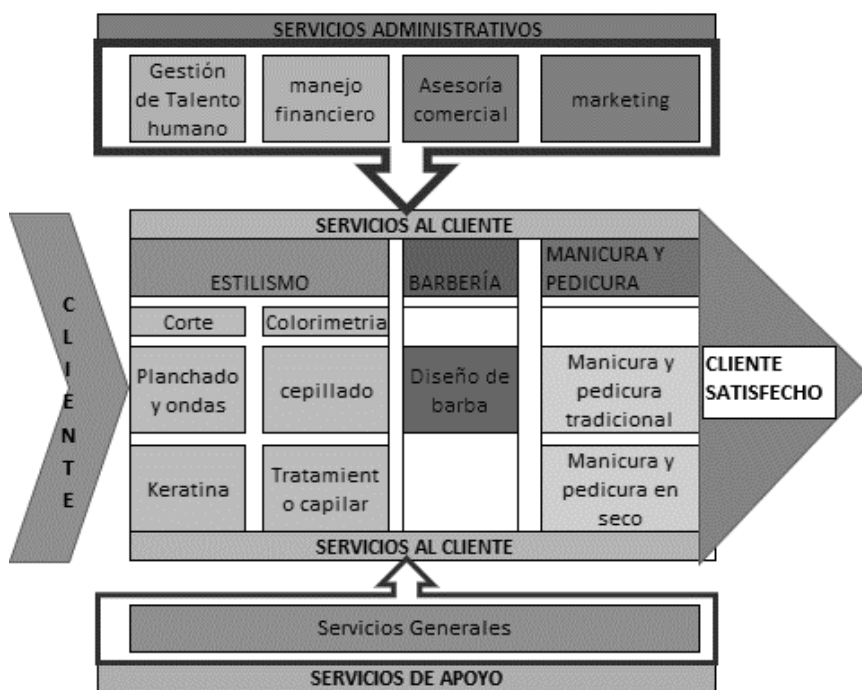 SERVICIOS ADMINISTRATIVOS
Gestión
de Talento
humano
manejo
financiero
Asesoría
comercial
marketing
SERVICIOS AL CLIENTE
CLIENTE
ESTILISMO
BARBERÍA
MANICURA Y
PEDICURA
Corte
Colorimetria
Planchado
y ondas
cepillado
Diseño de
barba
Manicura y
pedicura
tradicional
Keratina
Tratamient
o capilar
Manicura y
pedicura en
seco
CLIENTE
SATISFECHO
SERVICIOS AL CLIENTE
Servicios Generales
SERVICIOS DE APOYO